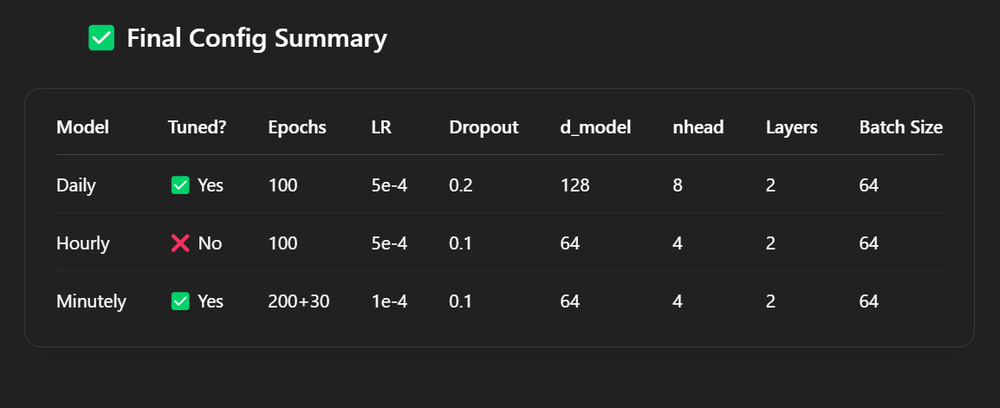 ✅ Final Config Summary
Model Tuned? Epochs LR Dropout d_model nhead Layers Batch Size
Daily ✅ Yes 100 5e-4 0.2 128 8 2 64
Hourly ❌ No 100 5e-4 0.1 64 4 2 64
Minutely ✅ Yes 200+30 1e-4 0.1 64 4 2 64